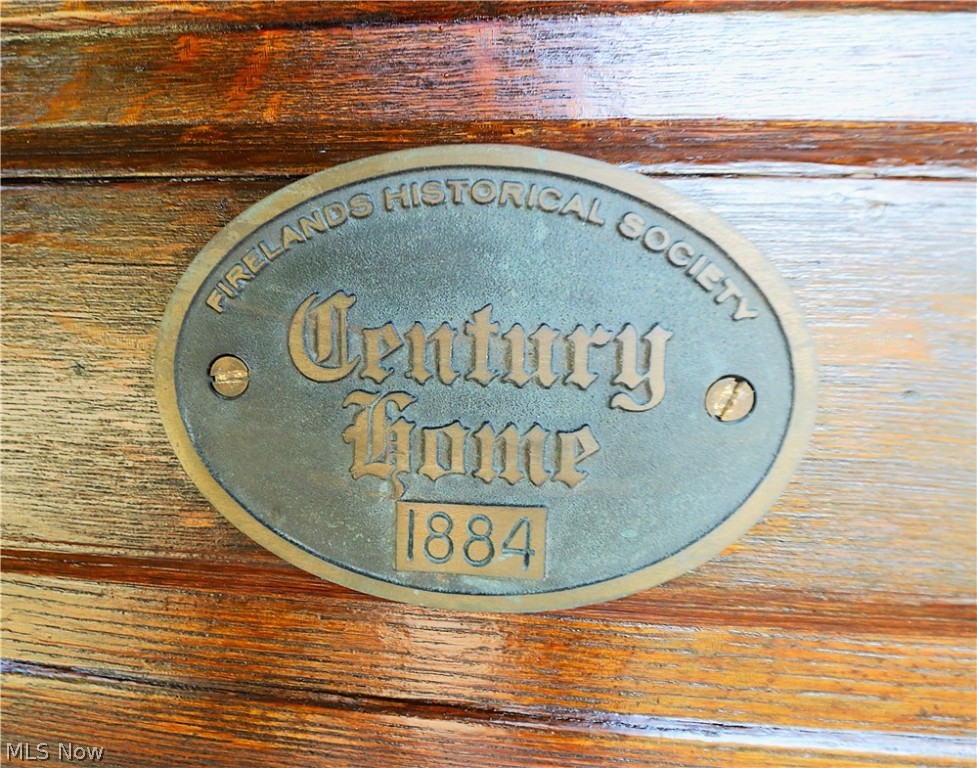 FIRELANDS HISTORICAL SOCIETY
Century
Home
1884
MLS Now